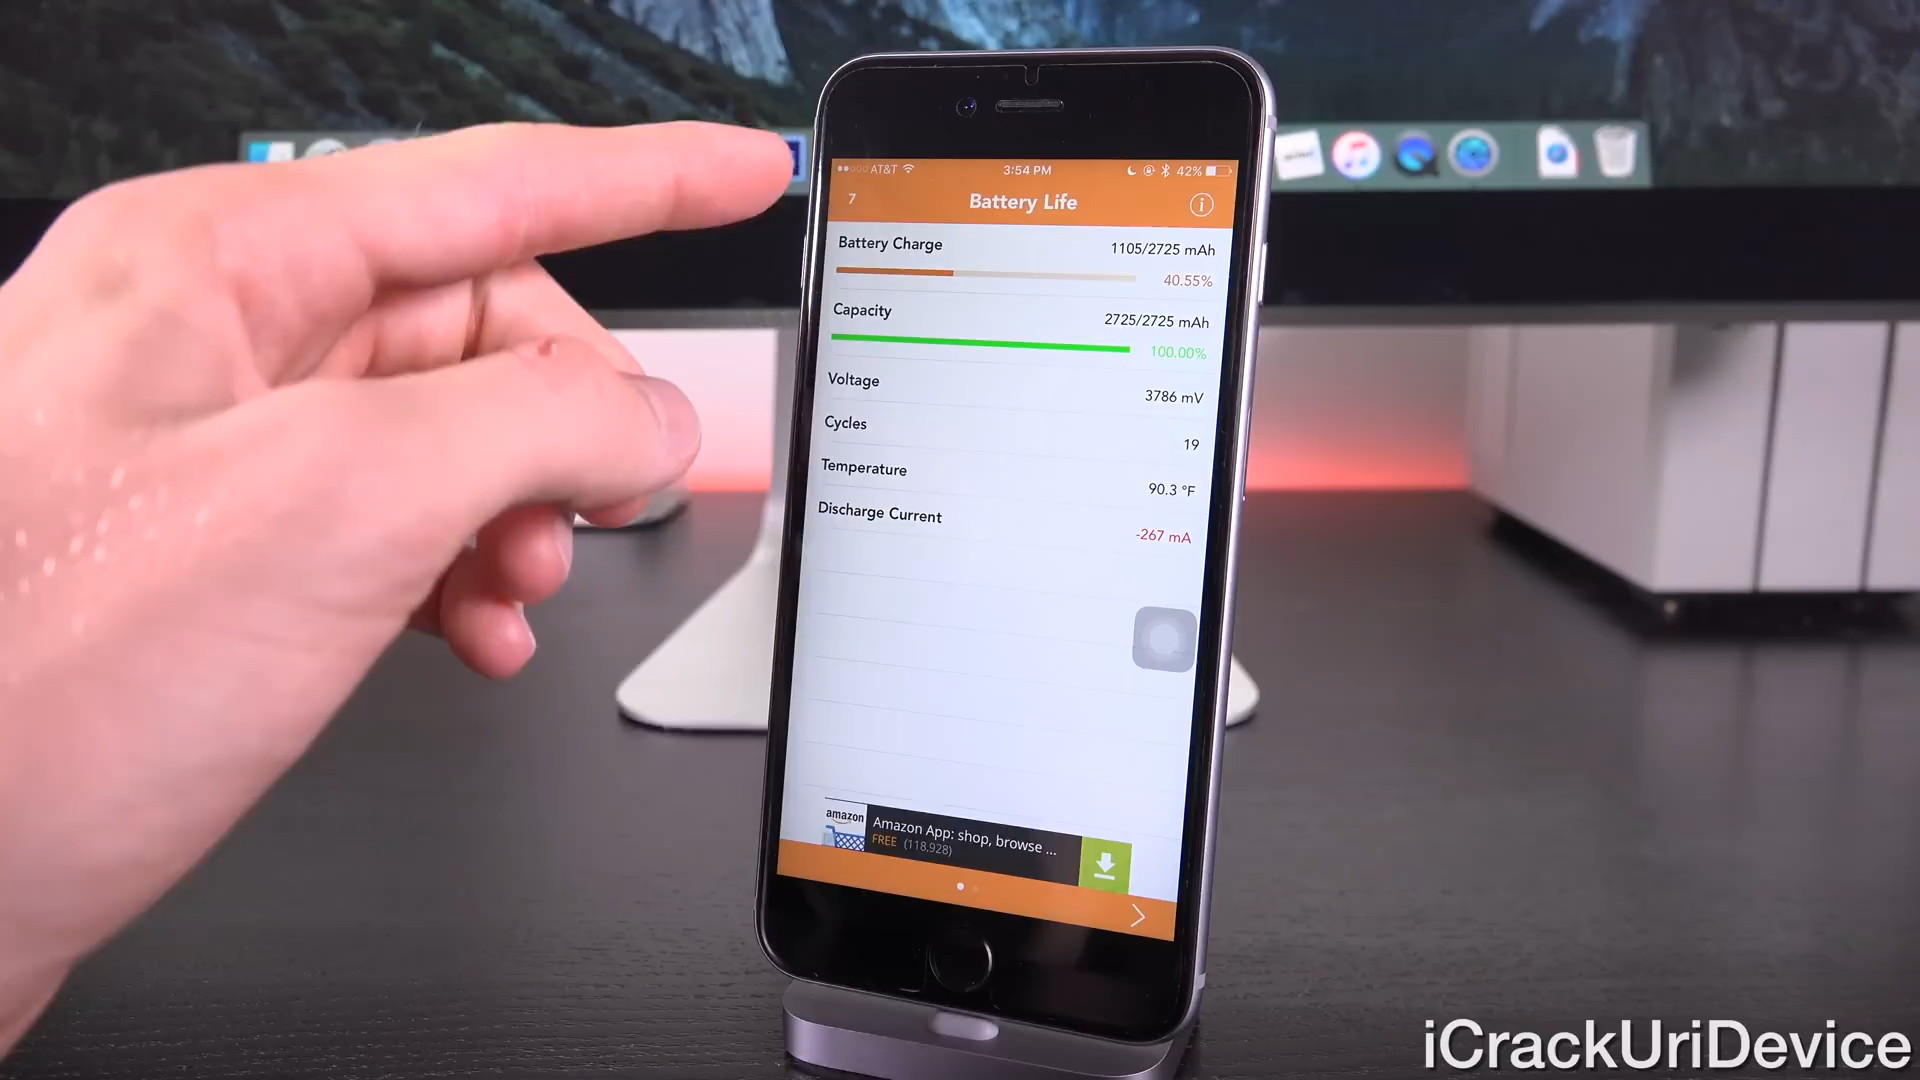 AT&T 3:54 PM 42%
7 Battery Life i
Battery Charge 1105/2725 mAh
40.55%
Capacity 2725/2725 mAh
100.00%
Voltage 3786 mV
Cycles 19
Temperature 90.3 °F
Discharge Current -267 mA
amazon
Amazon App: shop, browse ...
FREE (118,928)
iCrackUriDevice